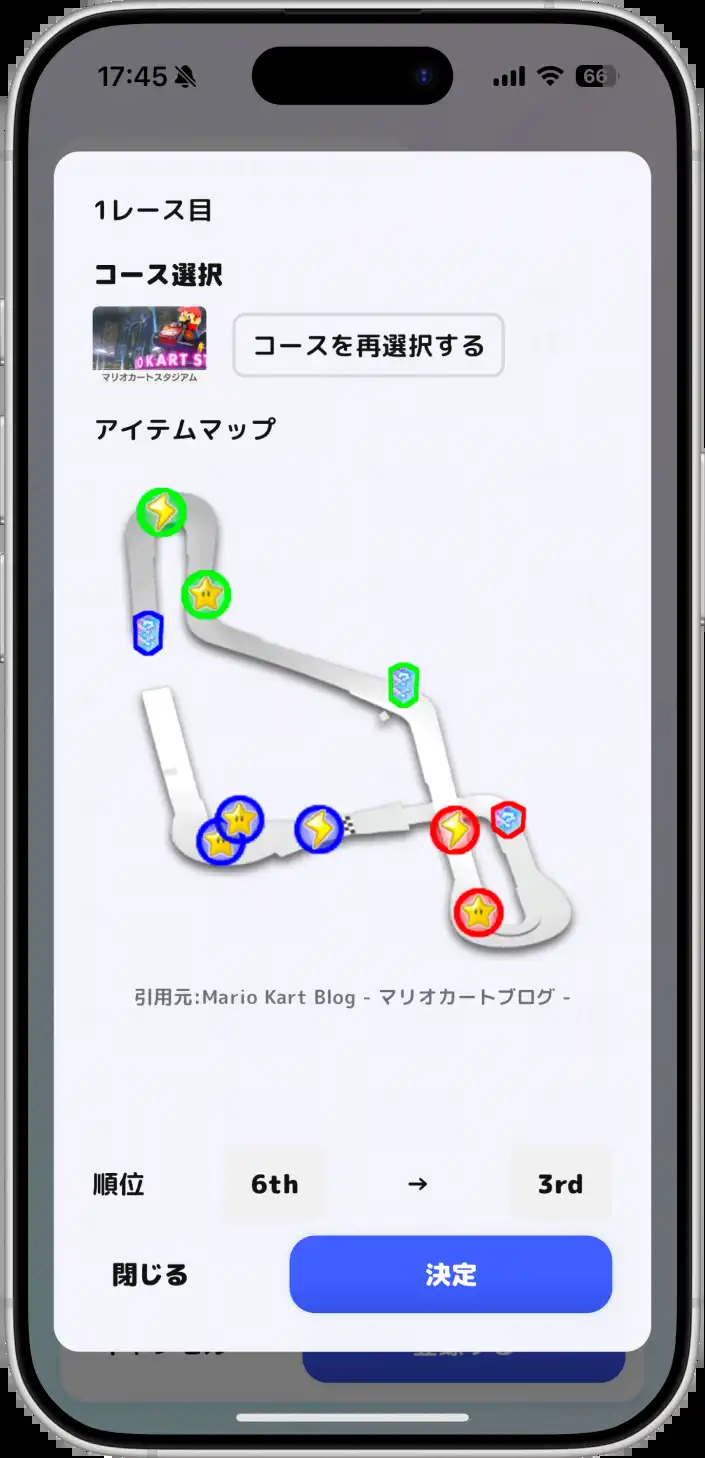 17:45
66
1レース目
コース選択
OKART ST
マリオカートスタジアム
コースを再選択する
アイテムマップ
引用元:Mario Kart Blog - マリオカートブログ -
順位
6th
→
3rd
閉じる
決定